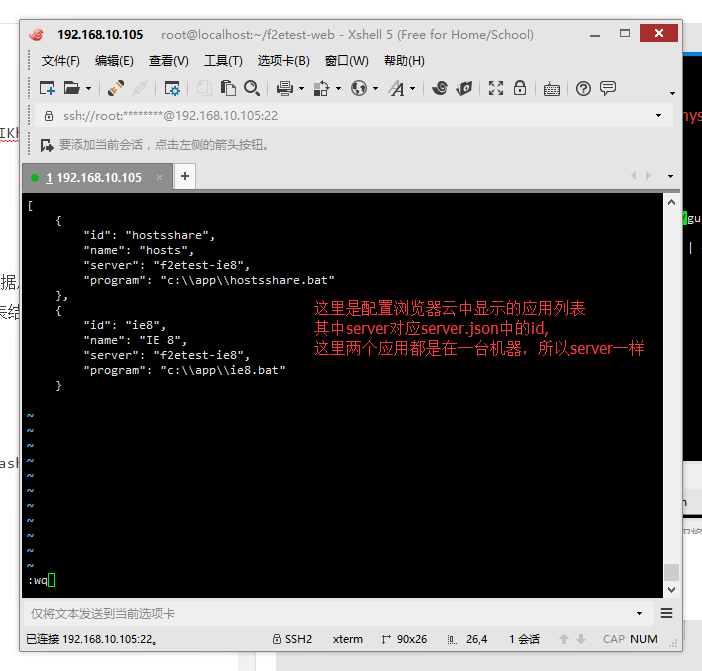 192.168.10.105 root@localhost:~/f2etest-web - Xshell 5 (Free for Home/School)
文件(F) 编辑(E) 查看(V) 工具(T) 选项卡(B) 窗口(W) 帮助(H)
ssh://root:********@192.168.10.105:22
要添加当前会话，点击左侧的箭头按钮。
1 192.168.10.105 × +
[
{
"id": "hostsshare",
"name": "hosts",
"server": "f2etest-ie8",
"program": "c:\\app\\hostsshare.bat"
},
{
"id": "ie8",
"name": "IE 8",
"server": "f2etest-ie8",
"program": "c:\\app\\ie8.bat"
}
这里是配置浏览器云中显示的应用列表
其中server对应server.json中的id,
这里两个应用都是在一台机器，所以server一样
~
~
~
~
~
~
~
~
~
~
~
:wq
仅将文本发送到当前选项卡
已连接 192.168.10.105:22。 SSH2 xterm 90x26 26,4 1 会话 CAP NUM